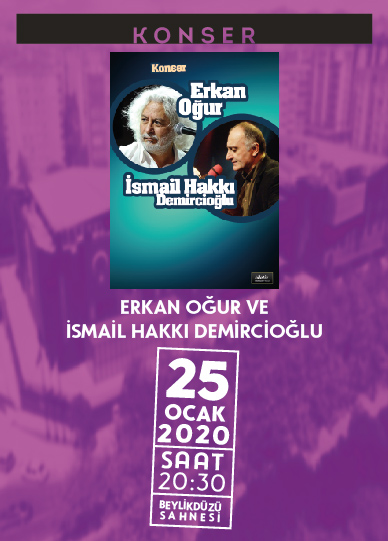 KONSER
Konser
Erkan
Oğur
İsmail Hakkı
Demircioğlu
ERKAN OĞUR VE
İSMAİL HAKKI DEMİRCİOĞLU
25
OCAK
2020
SAAT
20:30
BEYLİKDÜZÜ
SAHNESİ